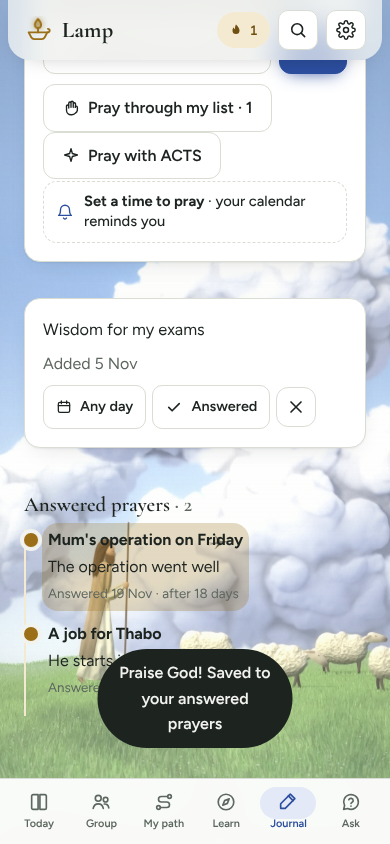 Lamp
1
Pray through my list · 1
Pray with ACTS
Set a time to pray · your calendar
reminds you
Wisdom for my exams
Added 5 Nov
Any day
Answered
Answered prayers · 2
Mum's operation on Friday
The operation went well
Answered 19 Nov · after 18 days
A job for Thabo
He starts
Answere
Praise God! Saved to
your answered
prayers
Today
Group
My path
Learn
Journal
Ask